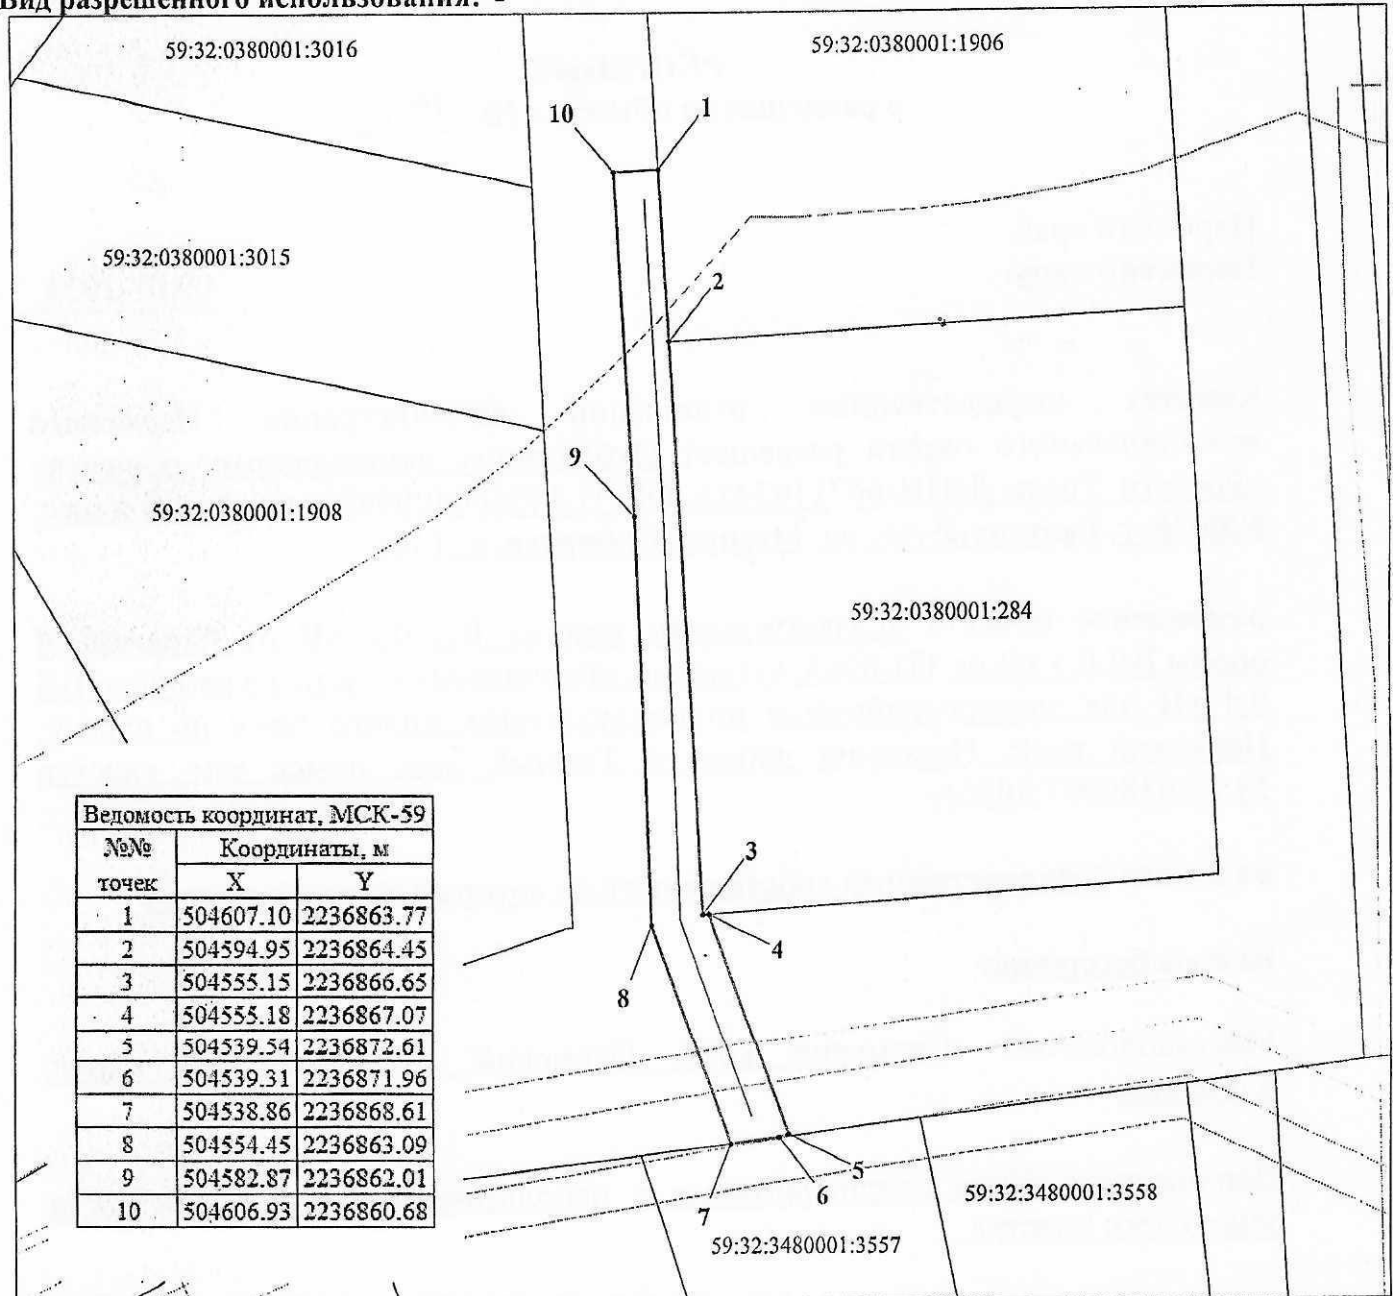 Вид разрешенного использования: -
59:32:0380001:3016
59:32:0380001:1906
10
1
59:32:0380001:3015
2
9
59:32:0380001:1908
59:32:0380001:284
Ведомость координат, МСК-59
№№ точек Координаты, м
X Y
1 504607.10 2236863.77
2 504594.95 2236864.45
3 504555.15 2236866.65
4 504555.18 2236867.07
5 504539.54 2236872.61
6 504539.31 2236871.96
7 504538.86 2236868.61
8 504554.45 2236863.09
9 504582.87 2236862.01
10 504606.93 2236860.68
3
4
8
5
6
7
59:32:3480001:3558
59:32:3480001:3557